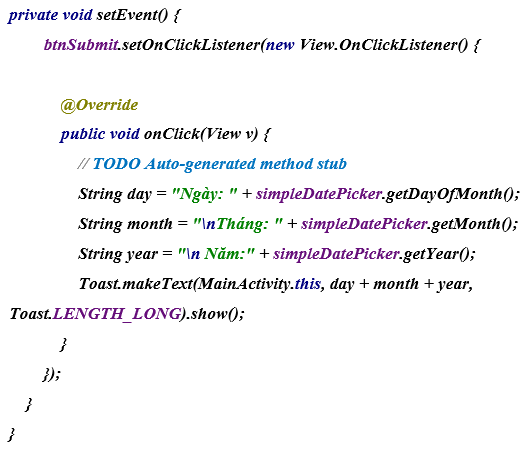 private void setEvent() {
btnSubmit.setOnClickListener(new View.OnClickListener() {
@Override
public void onClick(View v) {
// TODO Auto-generated method stub
String day = "Ngày: " + simpleDatePicker.getDayOfMonth();
String month = "\nTháng: " + simpleDatePicker.getMonth();
String year = "\n Năm:" + simpleDatePicker.getYear();
Toast.makeText(MainActivity.this, day + month + year,
Toast.LENGTH_LONG).show();
}
});
}
}